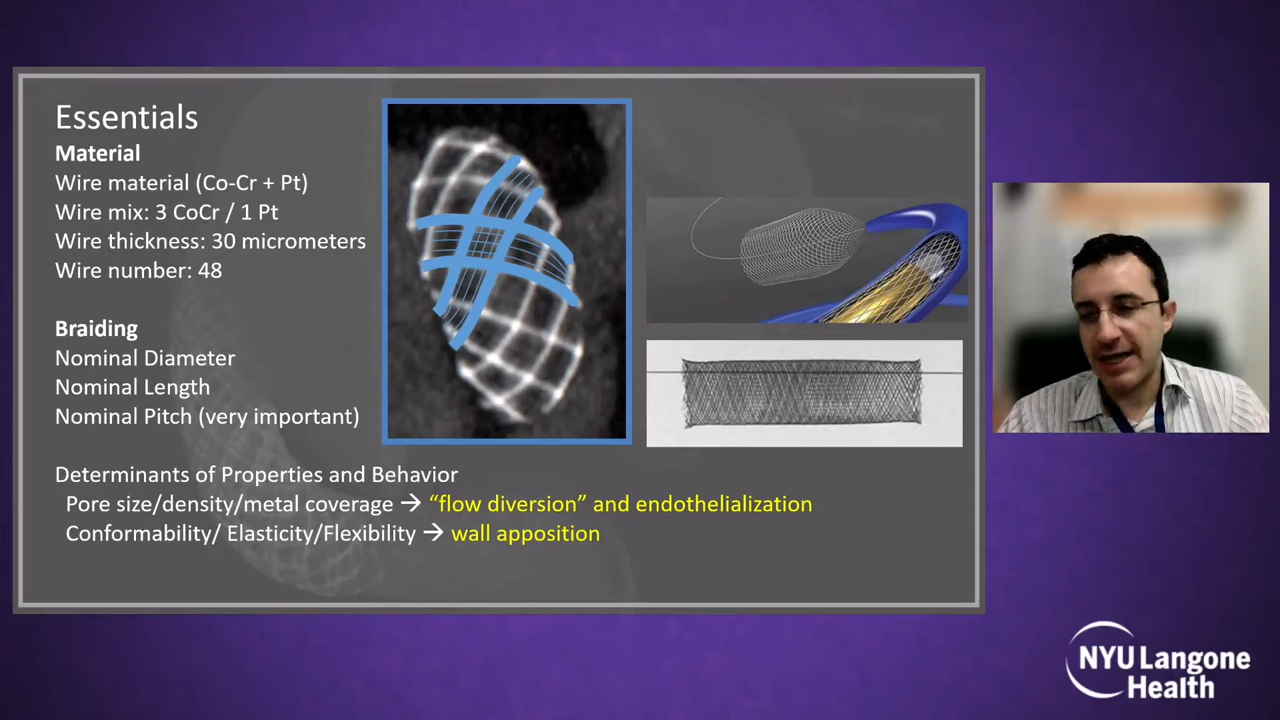 Essentials
Material
Wire material (Co-Cr + Pt)
Wire mix: 3 CoCr / 1 Pt
Wire thickness: 30 micrometers
Wire number: 48
Braiding
Nominal Diameter
Nominal Length
Nominal Pitch (very important)
Determinants of Properties and Behavior
Pore size/density/metal coverage → “flow diversion” and endothelialization
Conformability/ Elasticity/Flexibility → wall apposition
NYU Langone
Health